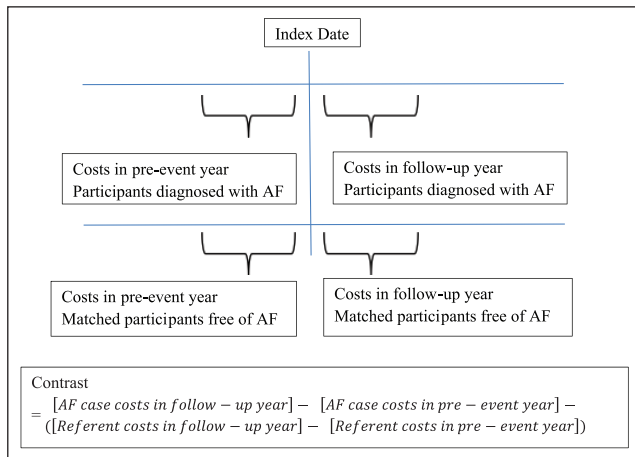 Index Date
Costs in pre-event year
Participants diagnosed with AF
Costs in follow-up year
Participants diagnosed with AF
Costs in pre-event year
Matched participants free of AF
Costs in follow-up year
Matched participants free of AF
Contrast
= [AF case costs in follow − up year] − [AF case costs in pre − event year] −
([Referent costs in follow − up year] − [Referent costs in pre − event year])